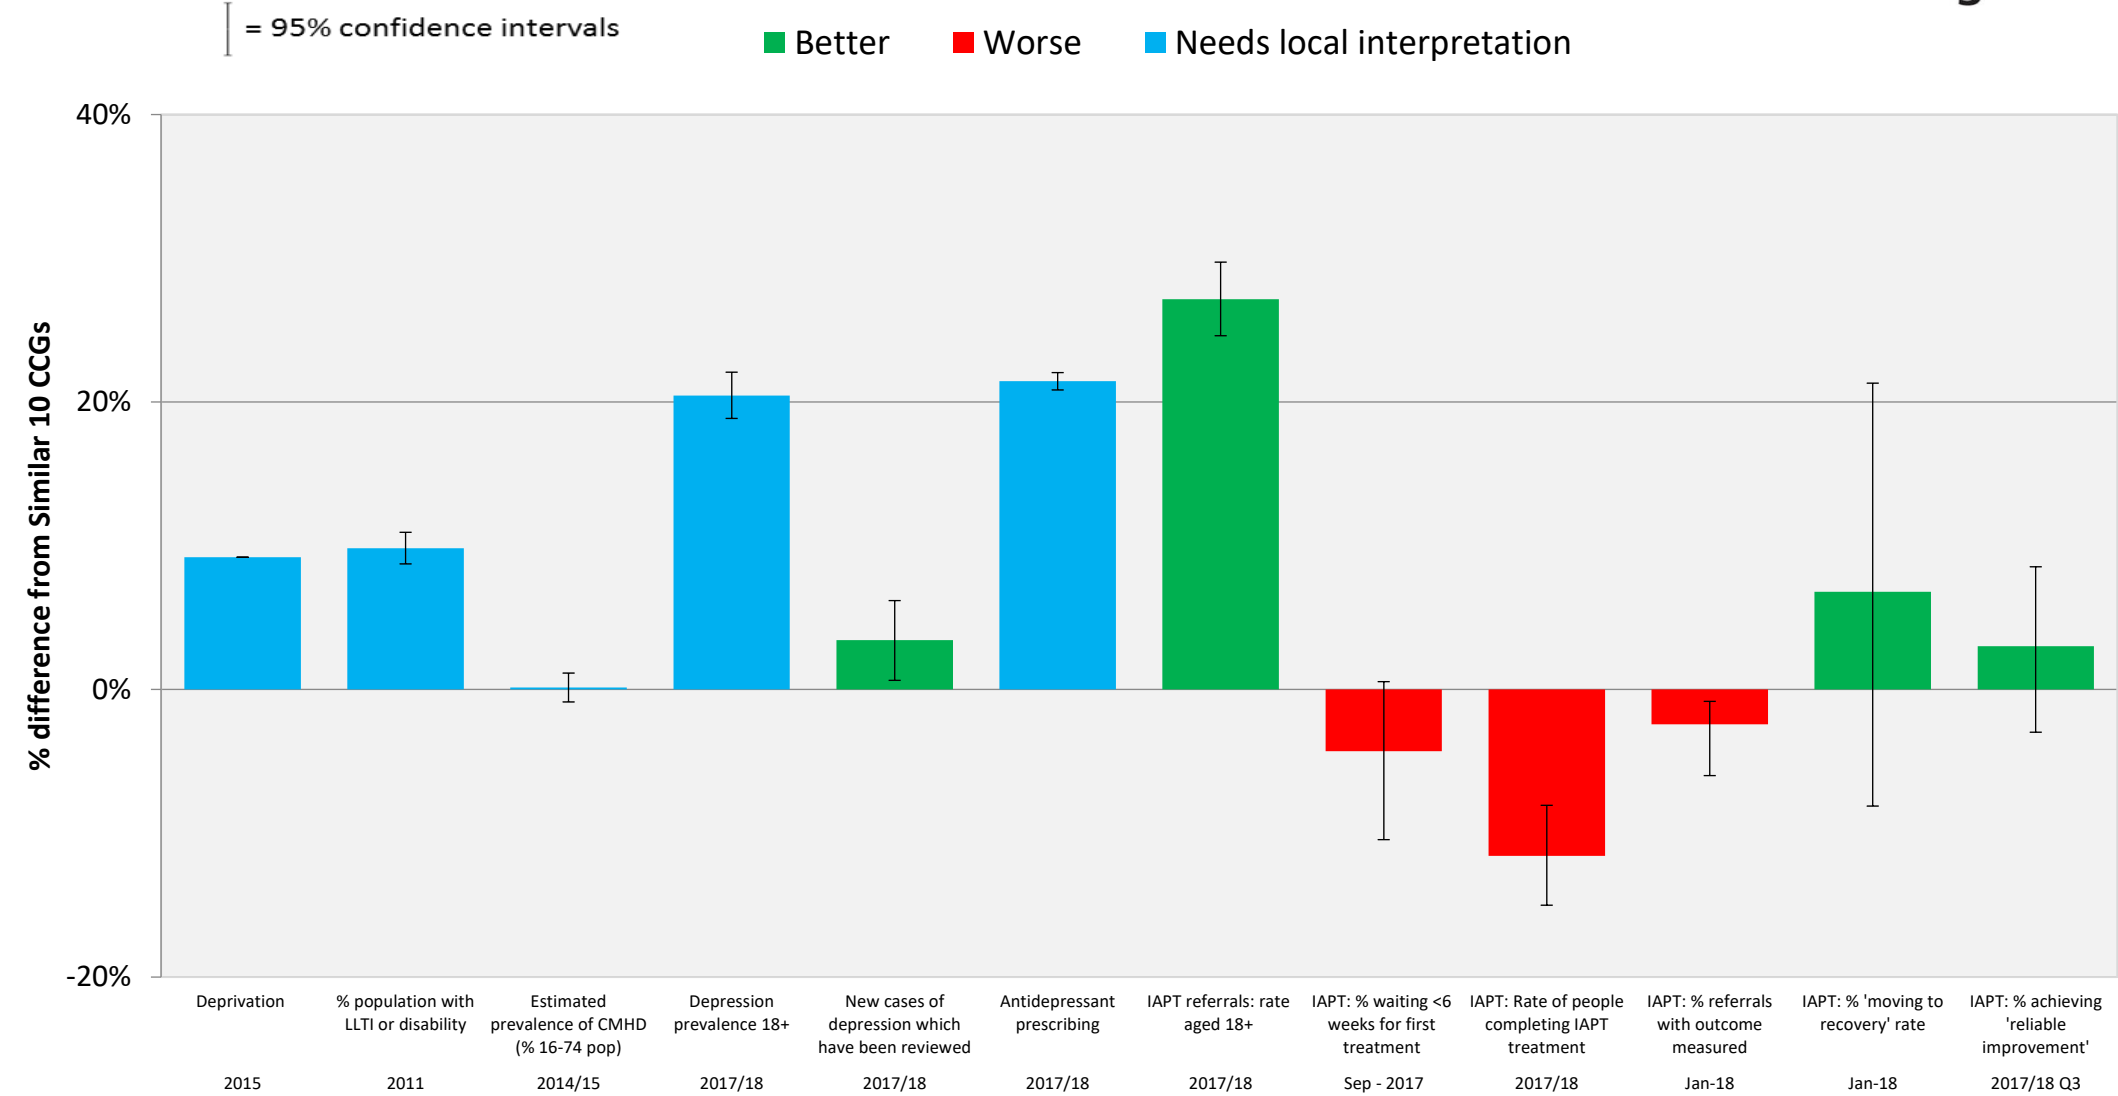 = 95% confidence intervals
Better
Worse
Needs local interpretation
% difference from Similar 10 CCGs
40%
20%
0%
-20%
Deprivation
2015
% population with
LLTI or disability
2011
Estimated
prevalence of CMHD
(% 16-74 pop)
2014/15
Depression
prevalence 18+
2017/18
New cases of
depression which
have been reviewed
2017/18
Antidepressant
prescribing
2017/18
IAPT referrals: rate
aged 18+
2017/18
IAPT: % waiting <6
weeks for first
treatment
Sep - 2017
IAPT: Rate of people
completing IAPT
treatment
2017/18
IAPT: % referrals
with outcome
measured
Jan-18
IAPT: % 'moving to
recovery' rate
Jan-18
IAPT: % achieving
'reliable
improvement'
2017/18 Q3